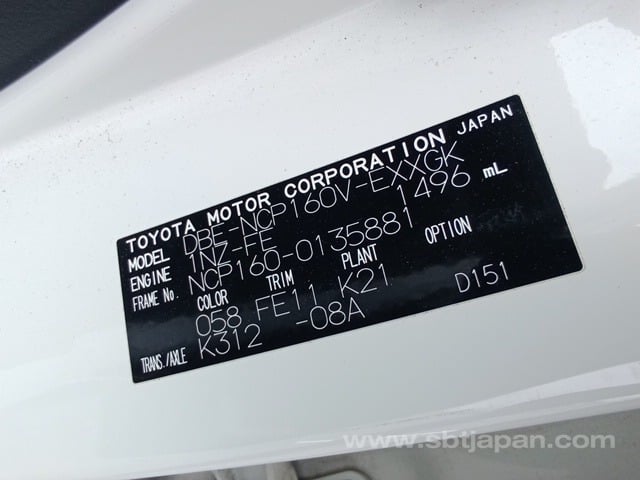 TOYOTA MOTOR CORPORATION JAPAN
MODEL DBE-NCP160V-EXXGK
ENGINE 1NZ-FE 1496 mL
FRAME No. NCP160-0135881
COLOR TRIM PLANT OPTION
058 FE11 K21
TRANS./AXLE K312 -08A D151
www.sbtjapan.com